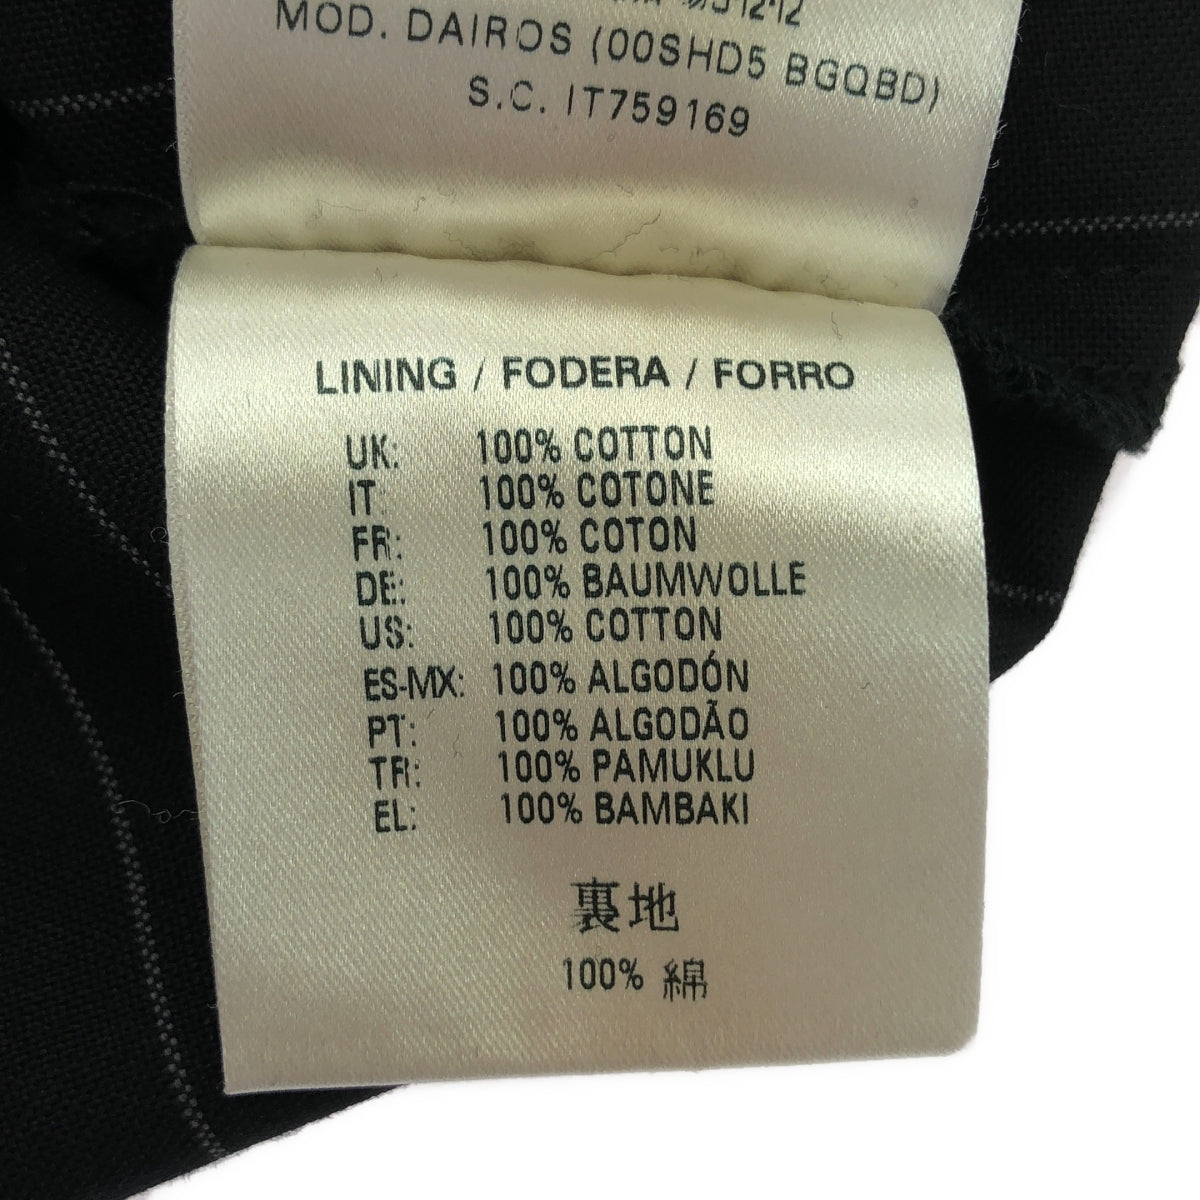 MOD. DAIROS (00SHD5 BGQBD)
S.C. IT759169
LINING / FODERA / FORRO
UK: 100% COTTON
IT: 100% COTONE
FR: 100% COTON
DE: 100% BAUMWOLLE
US: 100% COTTON
ES-MX: 100% ALGODÓN
PT: 100% ALGODÃO
TR: 100% PAMUKLU
EL: 100% BAMBAKI
裏地
100% 綿